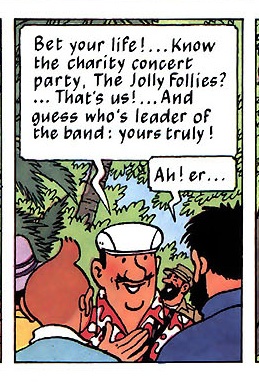 Bet your life!...Know
the charity concert
party, The Jolly Follies?
... That's us!...And
guess who's leader of
the band: yours truly!
Ah! er...